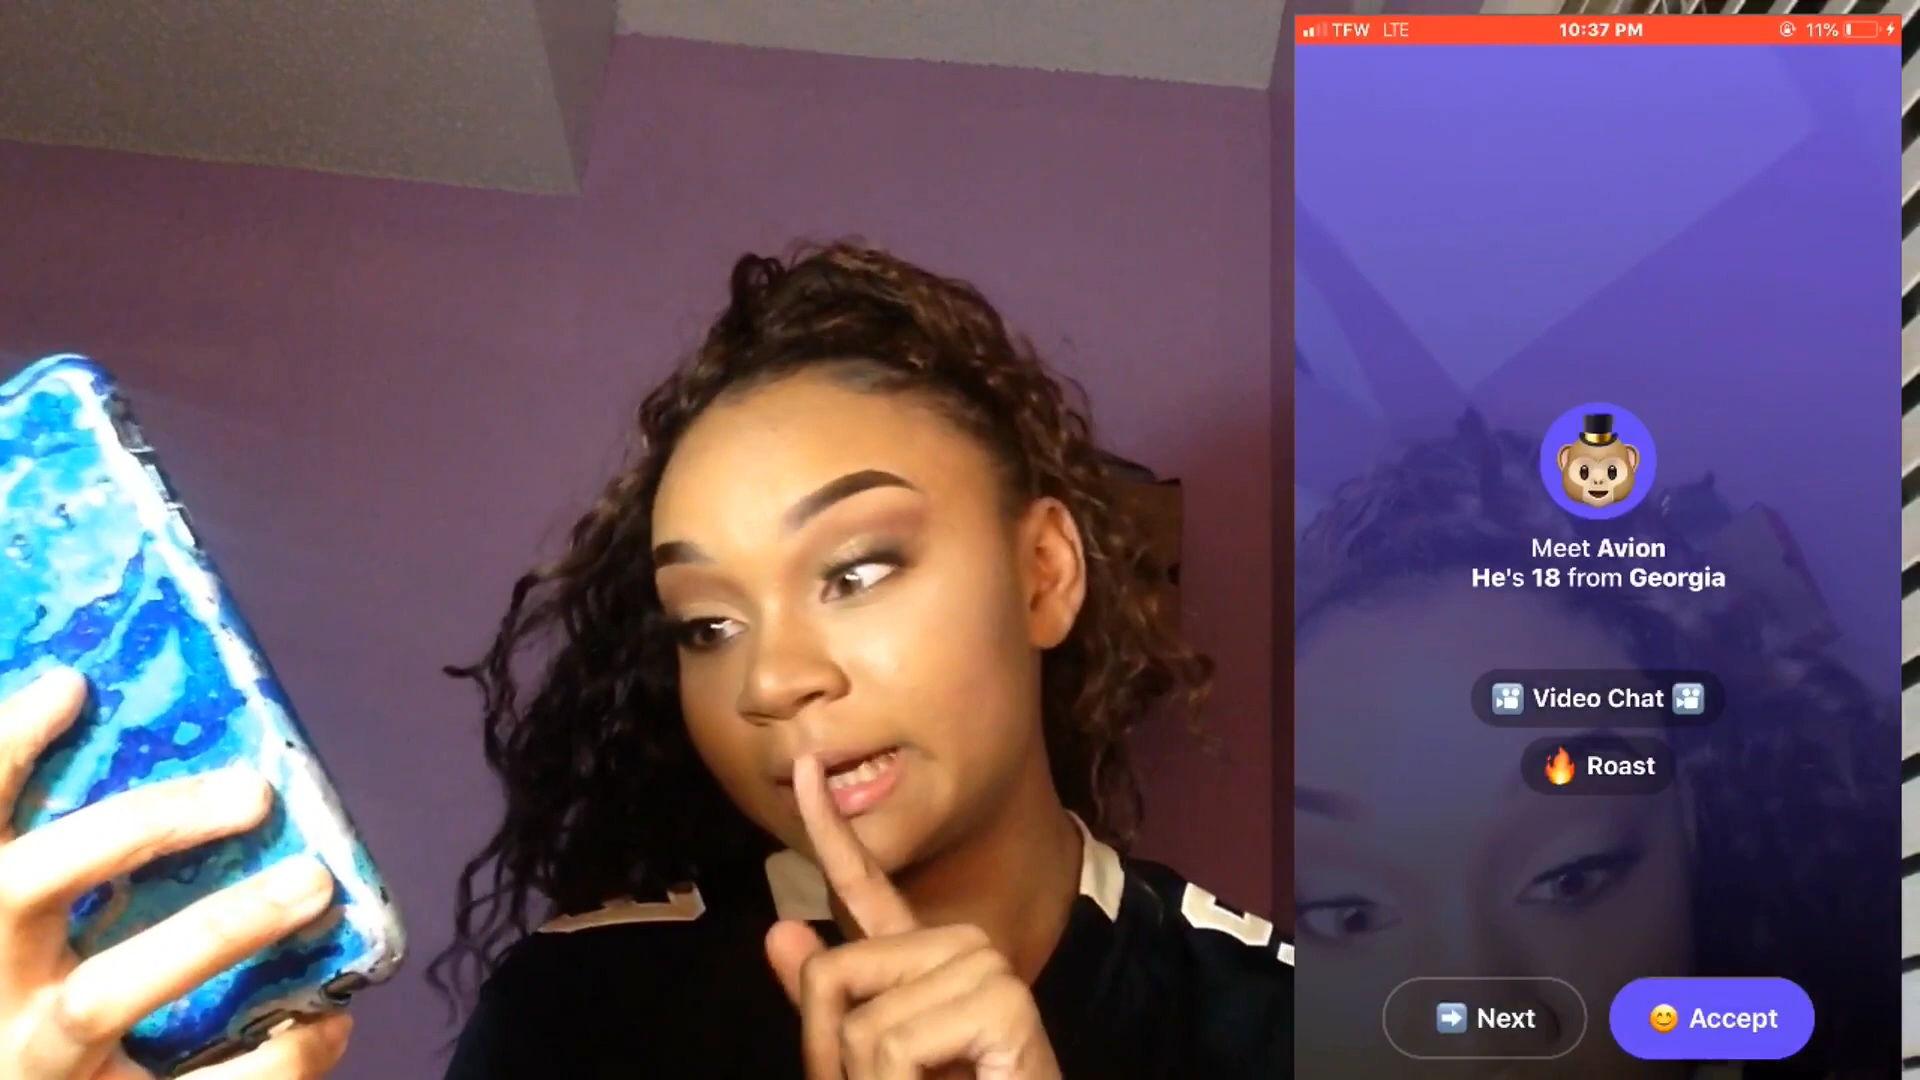 TFW LTE 10:37 PM 11%
Meet Avion
He's 18 from Georgia
Video Chat
Roast
Next
Accept